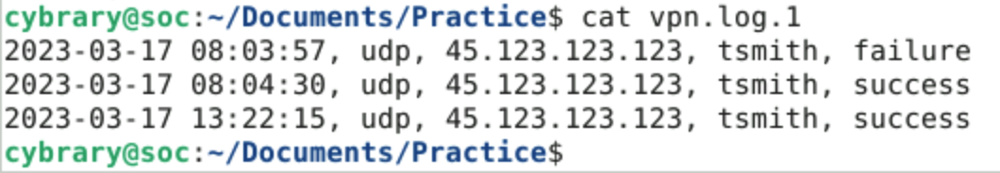 cybrary@soc:~/Documents/Practice$ cat vpn.log.1
2023-03-17 08:03:57, udp, 45.123.123.123, tsmith, failure
2023-03-17 08:04:30, udp, 45.123.123.123, tsmith, success
2023-03-17 13:22:15, udp, 45.123.123.123, tsmith, success
cybrary@soc:~/Documents/Practice$